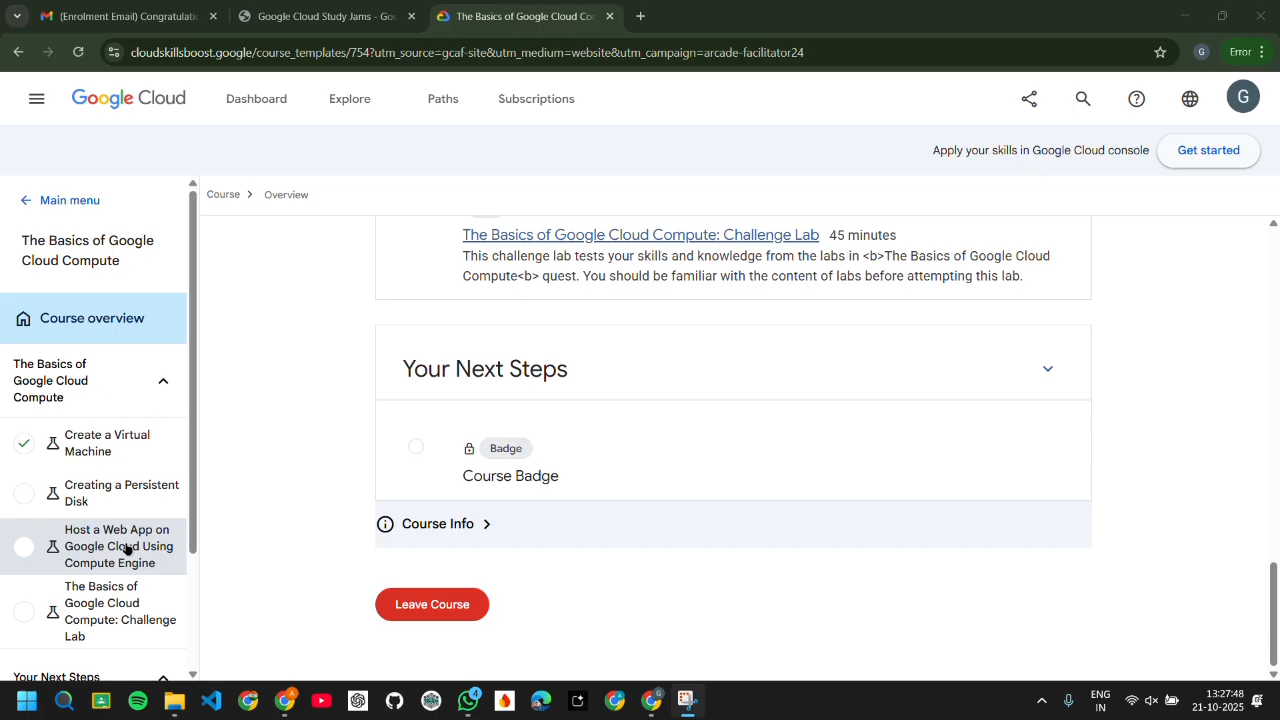 (Enrolment Email) Congratulatic
Google Cloud Study Jams - Goo
The Basics of Google Cloud Cor
cloudskillsboost.google/course_templates/754?utm_source=gcaf-site&utm_medium=website&utm_campaign=arcade-facilitator24
G
Error
Google Cloud
Dashboard
Explore
Paths
Subscriptions
G
Apply your skills in Google Cloud console
Get started
Main menu
Course
Overview
The Basics of Google
Cloud Compute
Course overview
The Basics of
Google Cloud
Compute
Create a Virtual
Machine
Creating a Persistent
Disk
Host a Web App on
Google Cloud Using
Compute Engine
The Basics of
Google Cloud
Compute: Challenge
Lab
Your Next Steps
The Basics of Google Cloud Compute: Challenge Lab 45 minutes
This challenge lab tests your skills and knowledge from the labs in <b>The Basics of Google Cloud
Compute<b> quest. You should be familiar with the content of labs before attempting this lab.
Your Next Steps
Badge
Course Badge
Course Info
Leave Course
4
ENG
IN
13:27:48
21-10-2025